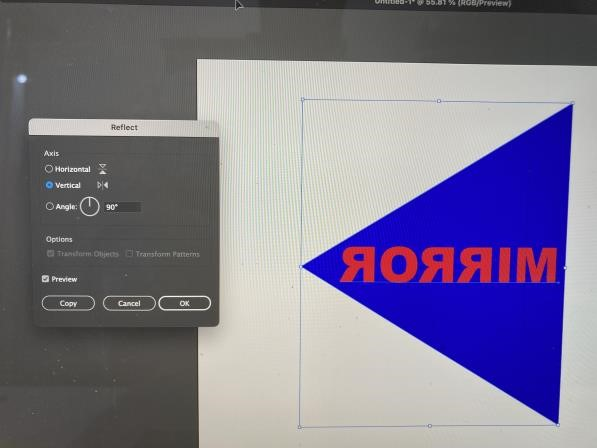 Untitled-1* @ 55.81 % (RGB/Preview)
Reflect
Axis
Horizontal
Vertical
Angle: 90°
Options
Transform Objects Transform Patterns
Preview
Copy Cancel OK
MIRROR